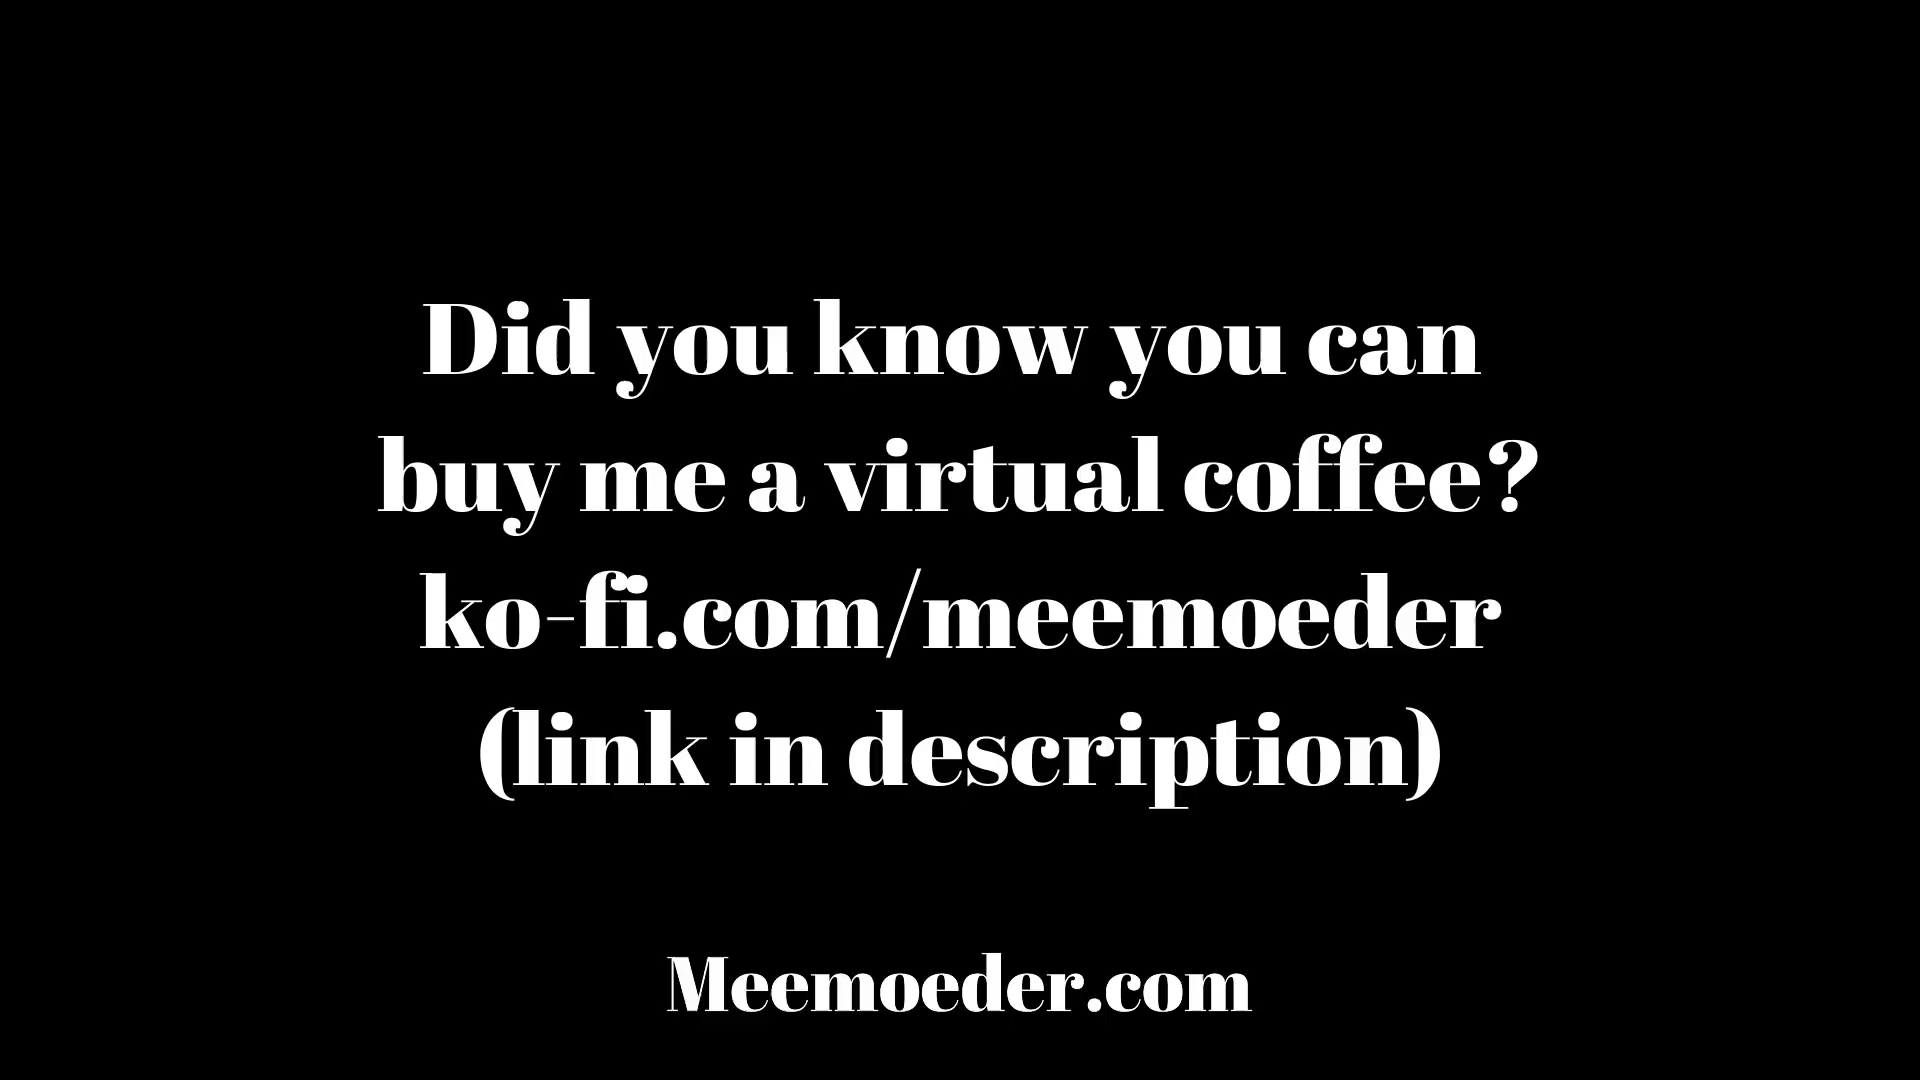 Did you know you can
buy me a virtual coffee?
ko-fi.com/meemoeder
(link in description)
Meemoeder.com